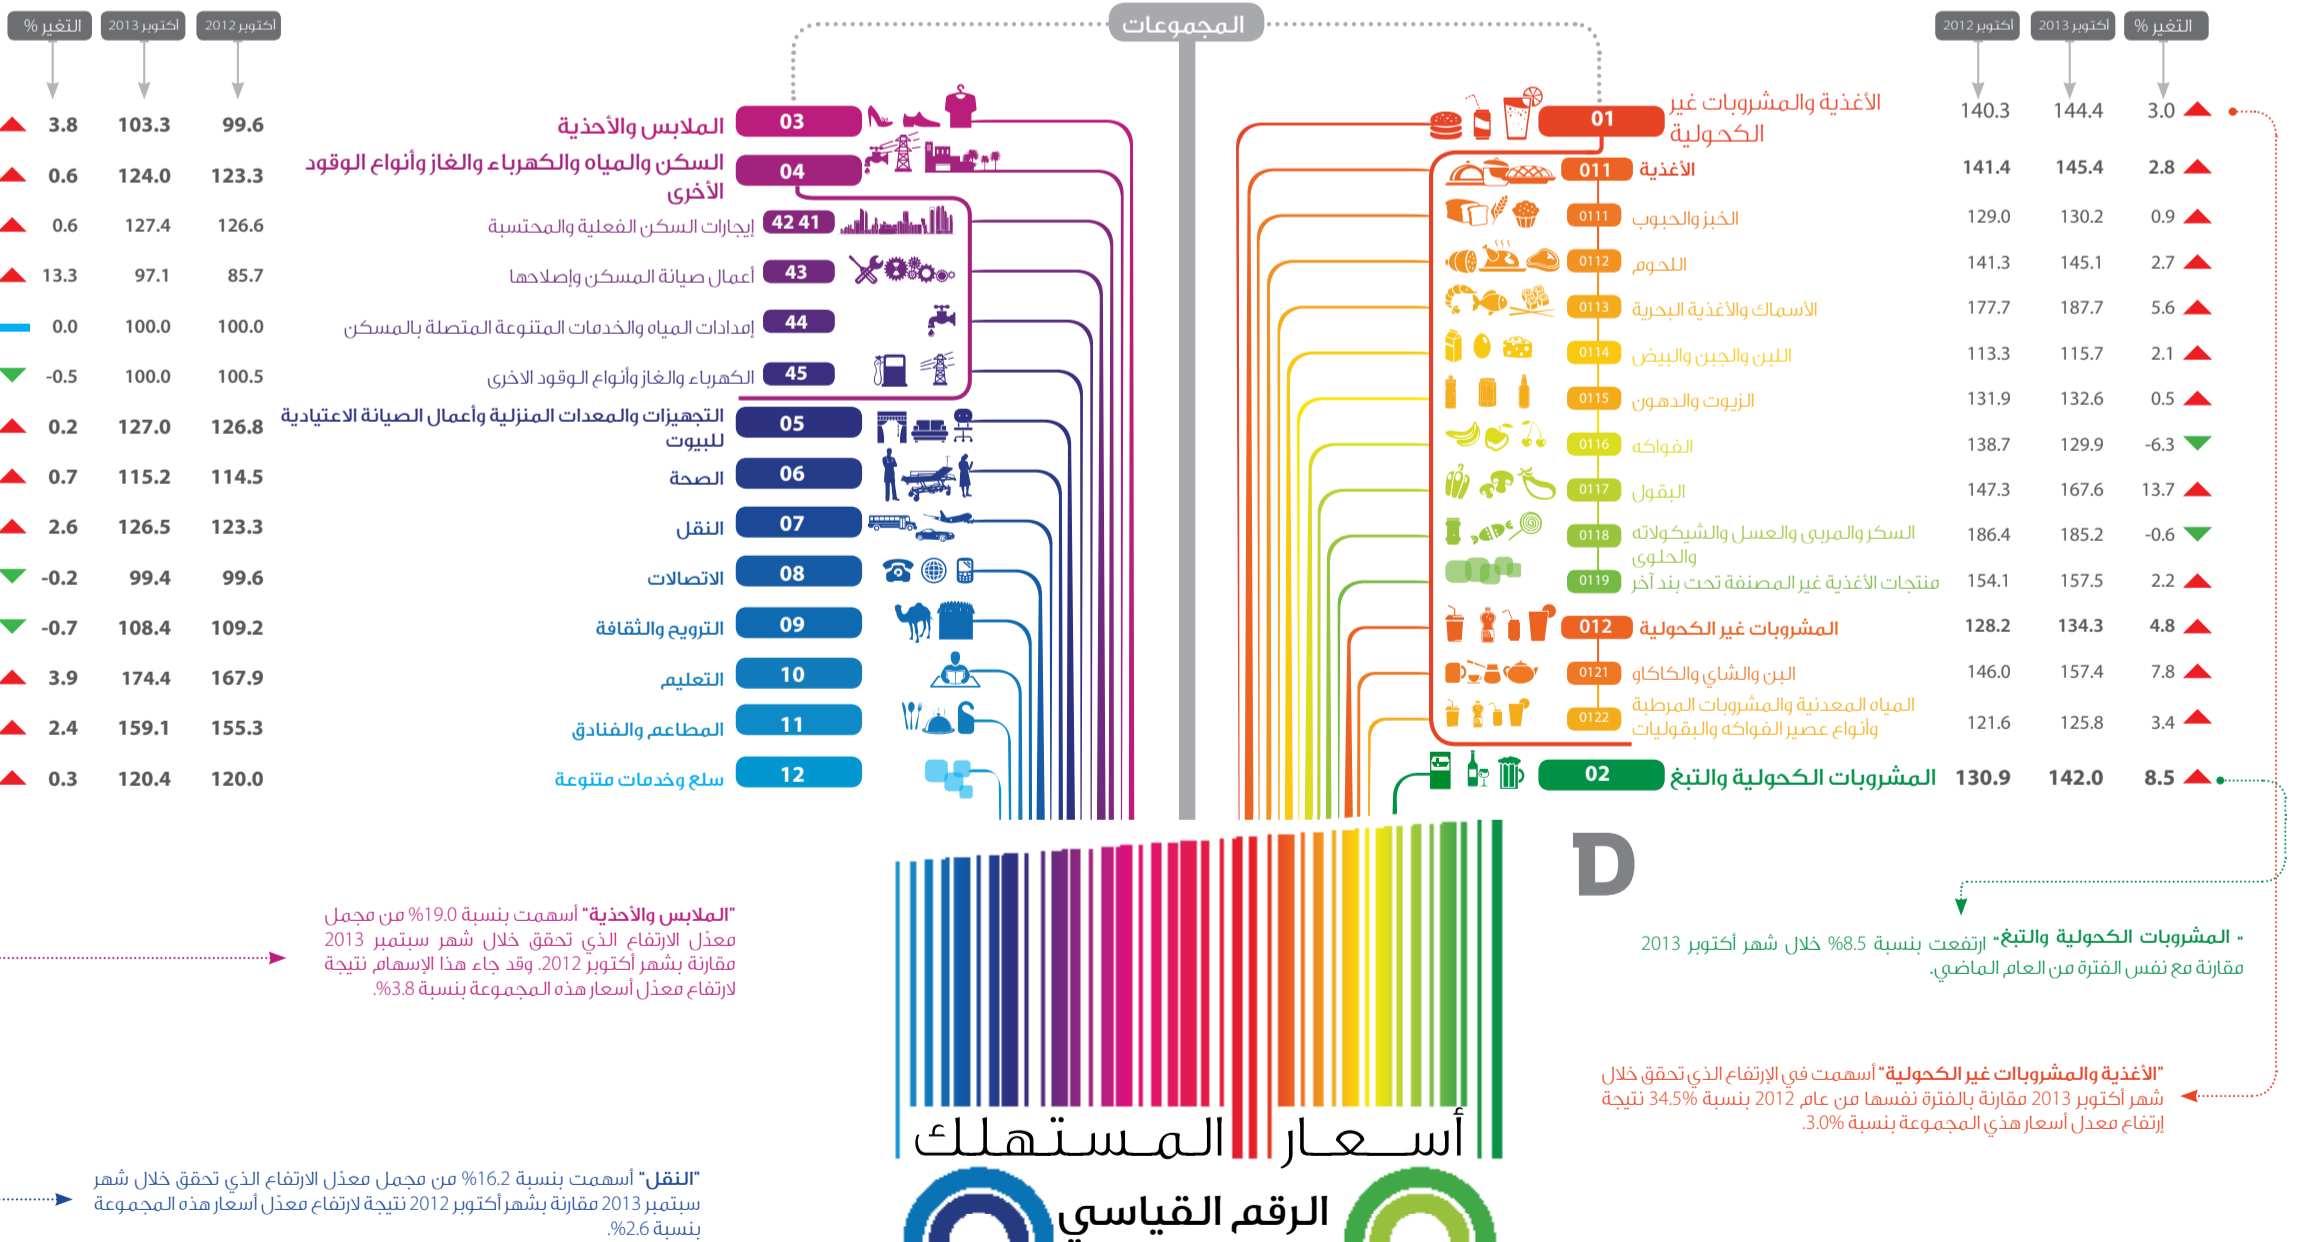 المجموعات
التغير % أكتوبر 2013 أكتوبر 2012
01 الأغذية والمشروبات غير 140.3 144.4 3.0
الكحولية
011 الأغذية 141.4 145.4 2.8
0111 الخبز والحبوب 129.0 130.2 0.9
0112 اللحوم 141.3 145.1 2.7
0113 الأسماك والأغذية البحرية 177.7 187.7 5.6
0114 اللبن والجبن والبيض 113.3 115.7 2.1
0115 الزيوت والدهون 131.9 132.6 0.5
0116 الفواكه 138.7 129.9 -6.3
0117 البقول 147.3 167.6 13.7
0118 السكر والمربى والعسل والشيكولاته 186.4 185.2 -0.6
والحلوى
0119 منتجات الأغذية غير المصنفة تحت بند آخر 154.1 157.5 2.2
012 المشروبات غير الكحولية 128.2 134.3 4.8
0121 البن والشاي والكاكاو 146.0 157.4 7.8
0122 المياه المعدنية والمشروبات المرطبة 121.6 125.8 3.4
وأنواع عصير الفواكه والبقوليات
02 المشروبات الكحولية والتبغ 130.9 142.0 8.5
أكتوبر 2012 أكتوبر 2013 التغير %
03 الملابس والأحذية 99.6 103.3 3.8
04 السكن والمياه والكهرباء والغاز وأنواع الوقود 123.3 124.0 0.6
الأخرى
42 41 إيجارات السكن الفعلية والمحتسبة 126.6 127.4 0.6
43 أعمال صيانة المسكن وإصلاحها 85.7 97.1 13.3
44 إمدادات المياه والخدمات المتنوعة المتصلة بالمسكن 100.0 100.0 0.0
45 الكهرباء والغاز وأنواع الوقود الاخرى 100.5 100.0 -0.5
05 التجهيزات والمعدات المنزلية وأعمال الصيانة الاعتيادية 126.8 127.0 0.2
للبيوت
06 الصحة 114.5 115.2 0.7
07 النقل 123.3 126.5 2.6
08 الاتصالات 99.6 99.4 -0.2
09 الترويح والثقافة 109.2 108.4 -0.7
10 التعليم 167.9 174.4 3.9
11 المطاعم والفنادق 155.3 159.1 2.4
12 سلع وخدمات متنوعة 120.0 120.4 0.3
D
" المشروبات الكحولية والتبغ" ارتفعت بنسبة 8.5% خلال شهر أكتوبر 2013
مقارنة مع نفس الفترة من العام الماضي.
"الأغذية والمشروباات غير الكحولية" أسهمت في الإرتفاع الذي تحقق خلال
شهر أكتوبر 2013 مقارنة بالفترة نفسها من عام 2012 بنسبة 34.5% نتيجة
إرتفاع معدل أسعار هذي المجموعة بنسبة 3.0%.
"الملابس والأحذية" أسهمت بنسبة 19.0% من مجمل
معدّل الارتفاع الذي تحقق خلال شهر سبتمبر 2013
مقارنة بشهر أكتوبر 2012. وقد جاء هذا الإسهام نتيجة
لارتفاع معدّل أسعار هذه المجموعة بنسبة 3.8%.
"النقل" أسهمت بنسبة 16.2% من مجمل معدّل الارتفاع الذي تحقق خلال شهر
سبتمبر 2013 مقارنة بشهر أكتوبر 2012 نتيجة لارتفاع معدّل أسعار هذه المجموعة
بنسبة 2.6%.
أسعار المستهلك
الرقم القياسي